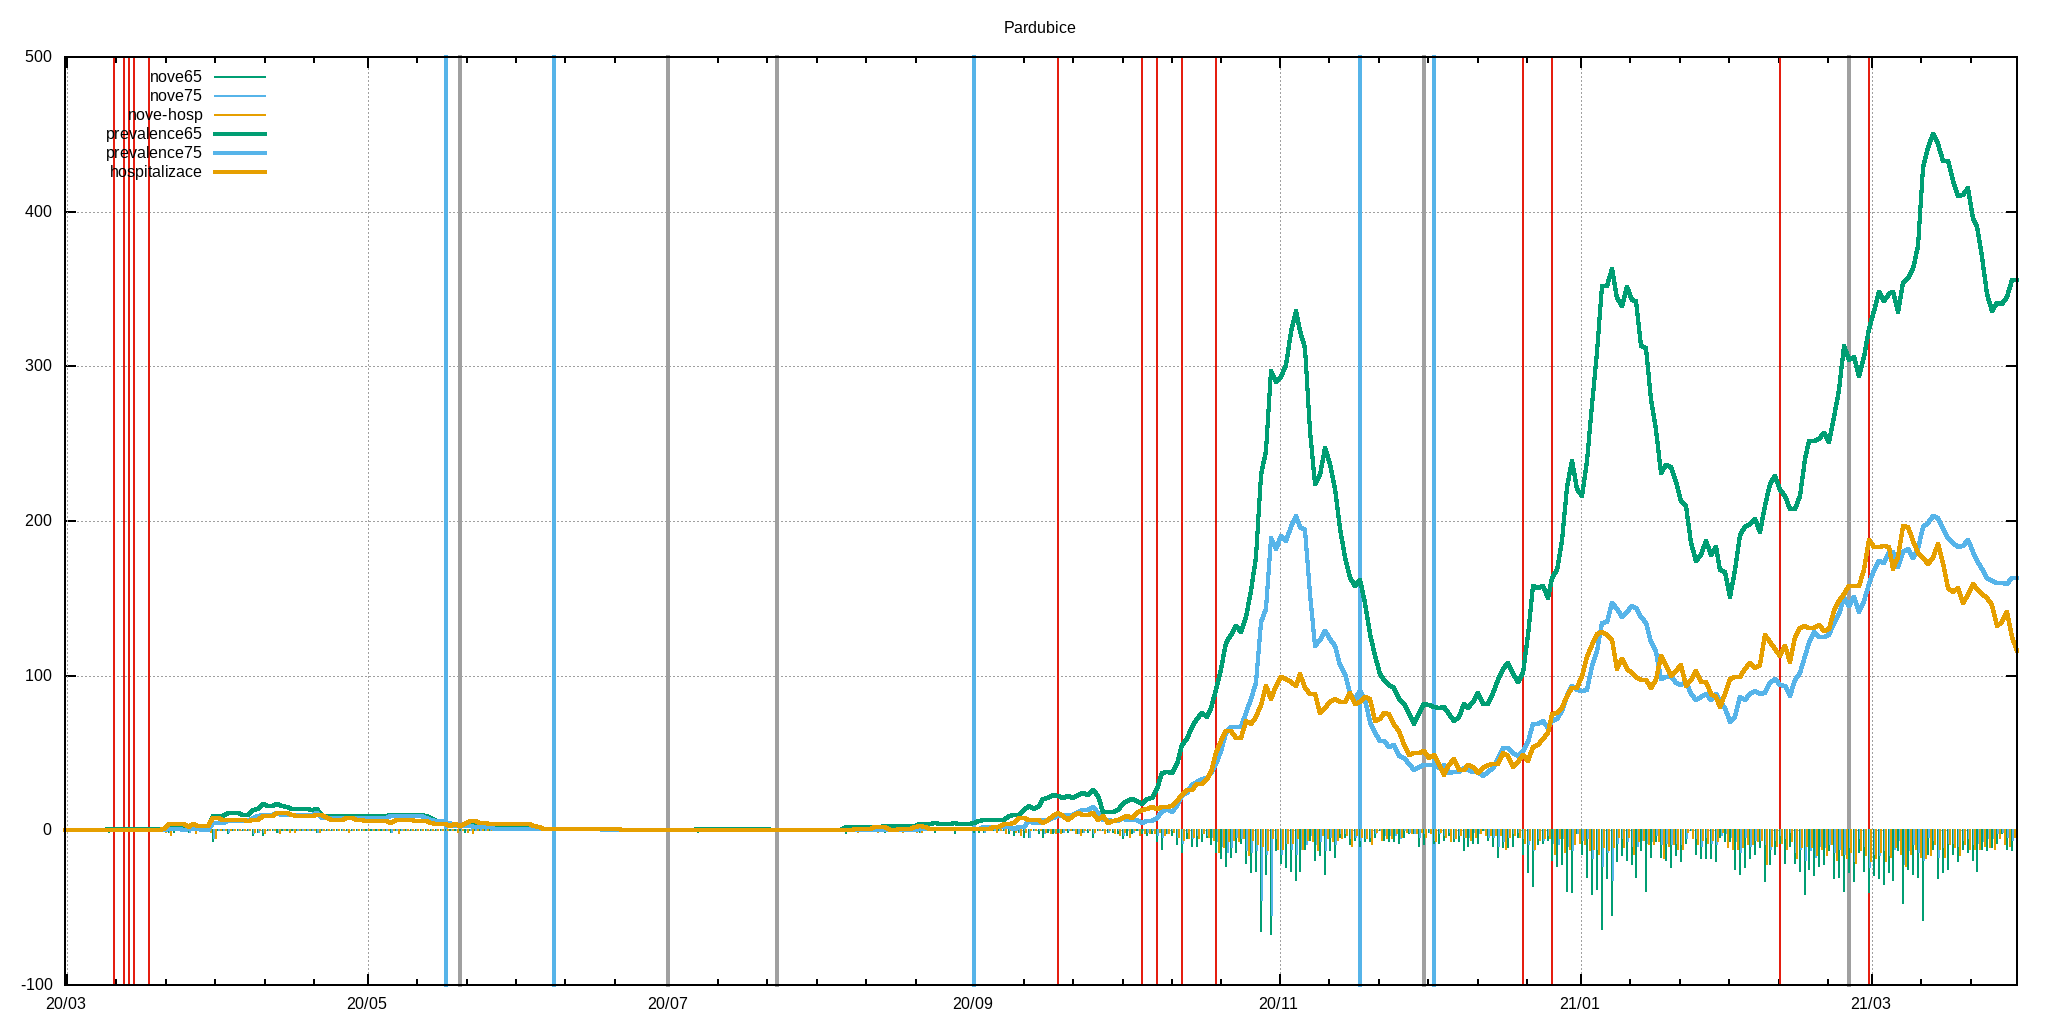 Pardubice
500
nove65
nove75
nove-hosp
prevalence65
prevalence75
hospitalizace
400
300
200
100
0
-100
20/03 20/05 20/07 20/09 20/11 21/01 21/03